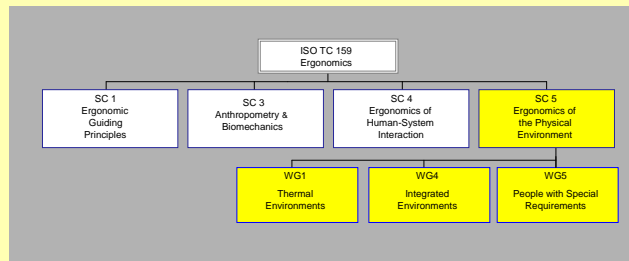 ISO TC 159
Ergonomics
SC 1
Ergonomic
Guiding
Principles
SC 3
Anthropometry &
Biomechanics
SC 4
Ergonomics of
Human-System
Interaction
SC 5
Ergonomics of
the Physical
Environment
WG1
Thermal
Environments
WG4
Integrated
Environments
WG5
People with Special
Requirements